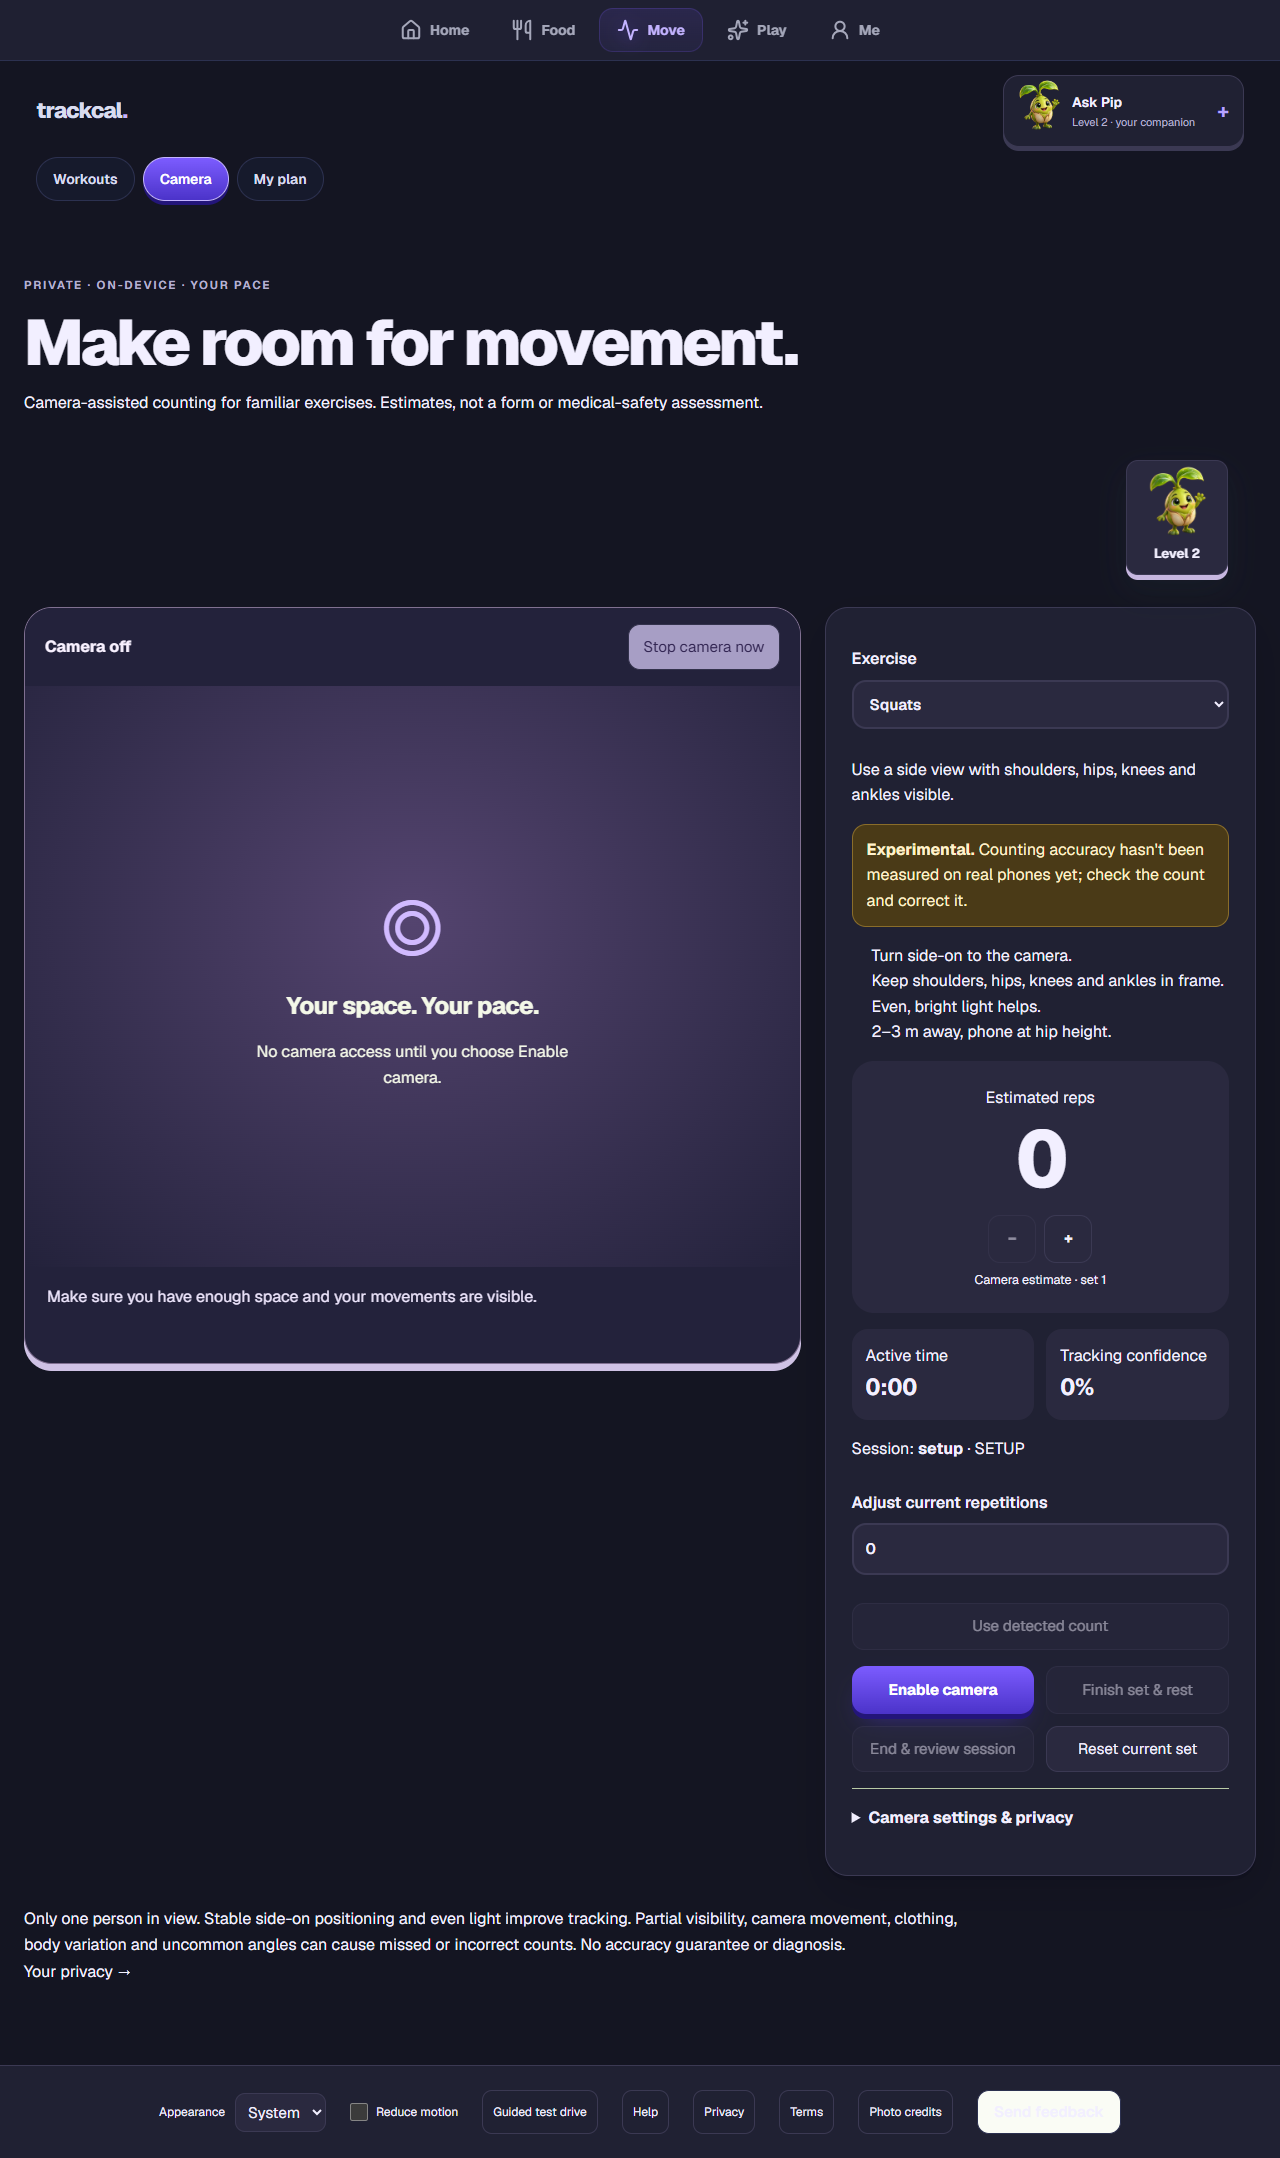 Home
Food
Move
Play
Me
trackcal.
Ask Pip
Level 2 · your companion
+
Workouts
Camera
My plan
PRIVATE · ON-DEVICE · YOUR PACE
Make room for movement.
Camera-assisted counting for familiar exercises. Estimates, not a form or medical-safety assessment.
Level 2
Camera off
Stop camera now
Your space. Your pace.
No camera access until you choose Enable
camera.
Make sure you have enough space and your movements are visible.
Exercise
Squats
Use a side view with shoulders, hips, knees and
ankles visible.
Experimental. Counting accuracy hasn't been
measured on real phones yet; check the count
and correct it.
Turn side-on to the camera.
Keep shoulders, hips, knees and ankles in frame.
Even, bright light helps.
2–3 m away, phone at hip height.
Estimated reps
0
− +
Camera estimate · set 1
Active time
0:00
Tracking confidence
0%
Session: setup · SETUP
Adjust current repetitions
0
Use detected count
Enable camera
Finish set & rest
End & review session
Reset current set
Camera settings & privacy
Only one person in view. Stable side-on positioning and even light improve tracking. Partial visibility, camera movement, clothing,
body variation and uncommon angles can cause missed or incorrect counts. No accuracy guarantee or diagnosis.
Your privacy →
Appearance
System
Reduce motion
Guided test drive
Help
Privacy
Terms
Photo credits
Send feedback